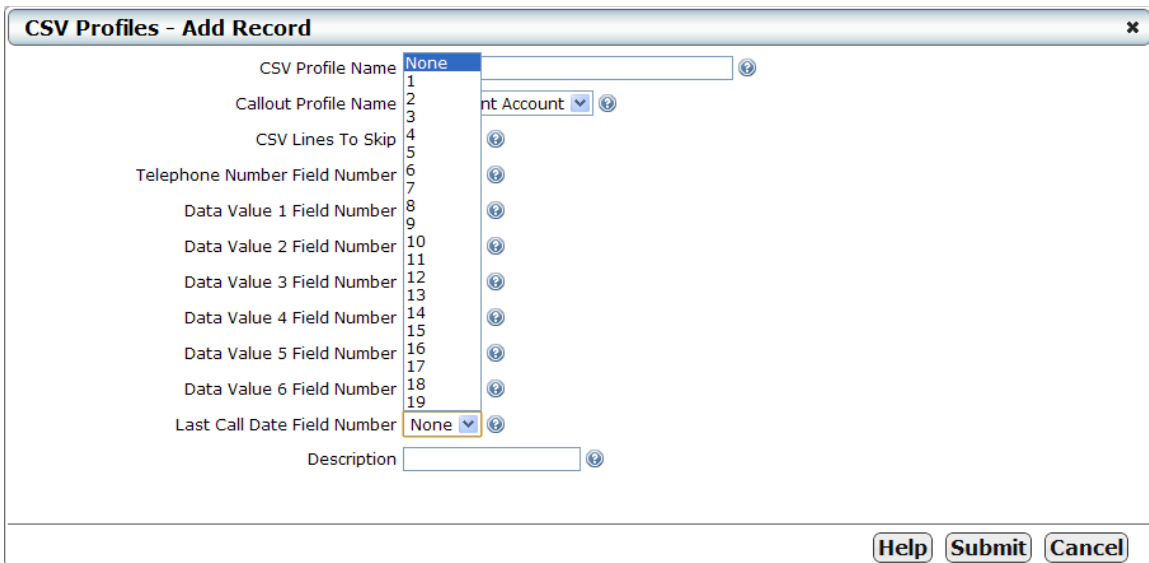 CSV Profiles - Add Record
CSV Profile Name
Callout Profile Name nt Account
CSV Lines To Skip
Telephone Number Field Number
Data Value 1 Field Number
Data Value 2 Field Number
Data Value 3 Field Number
Data Value 4 Field Number
Data Value 5 Field Number
Data Value 6 Field Number
Last Call Date Field Number None
Description
None
1
2
3
4
5
6
7
8
9
10
11
12
13
14
15
16
17
18
19
Help Submit Cancel